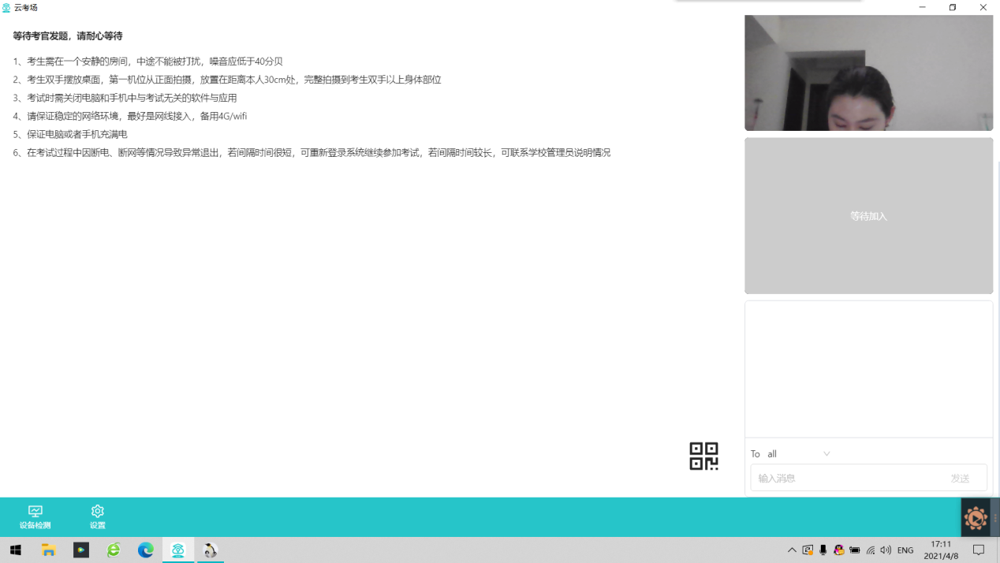 云考场
等待考官发题，请耐心等待
1、考生需在一个安静的房间，中途不能被打扰，噪音应低于40分贝
2、考生双手摆放桌面，第一机位从正面拍摄，放置在距离本人30cm处，完整拍摄到考生双手以上身体部位
3、考试时需关闭电脑和手机中与考试无关的软件与应用
4、请保证稳定的网络环境，最好是网线接入，备用4G/wifi
5、保证电脑或者手机充满电
6、在考试过程中因断电、断网等情况导致异常退出，若间隔时间很短，可重新登录系统继续参加考试，若间隔时间较长，可联系学校管理员说明情况
等待加入
To all
输入消息 发送
设备检测 设置
ENG
17:11
2021/4/8